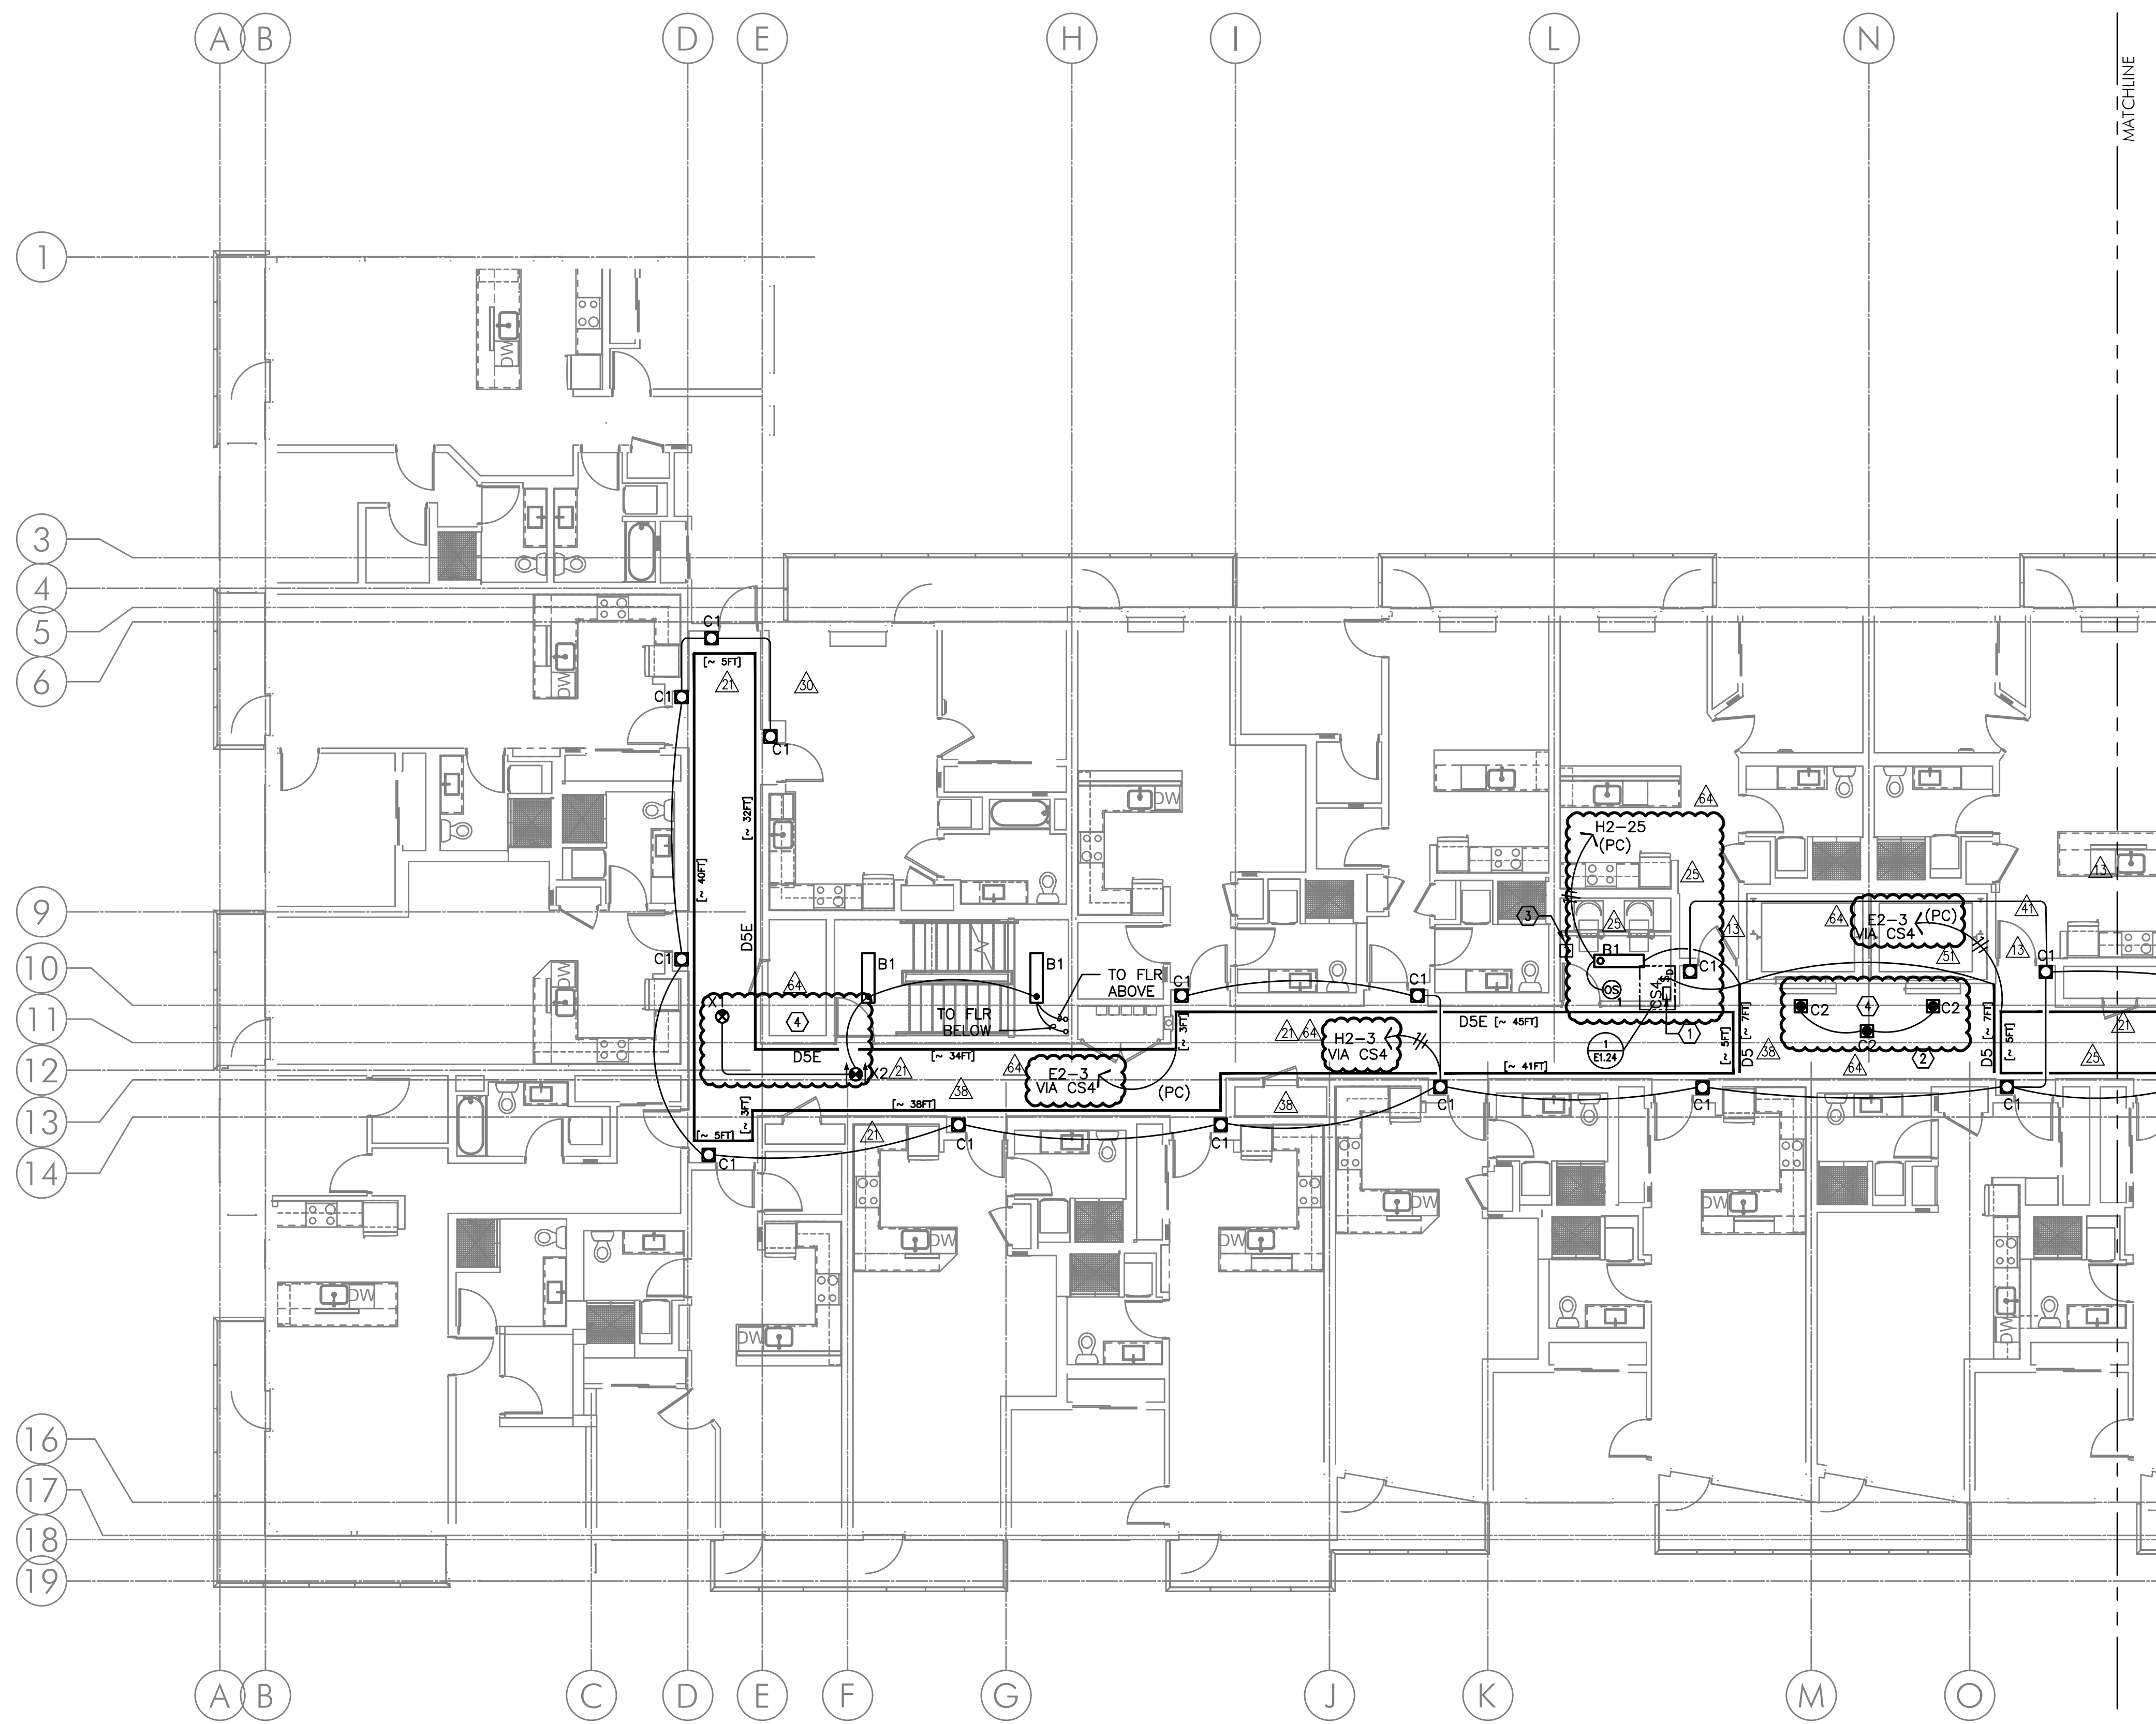 A
B
D
E
H
I
L
N
MATCHLINE
1
3
4
5
6
9
10
11
12
13
14
16
17
18
19
DW
C1
[~ 5FT]
21
30
C1
DW
C1
[~ 32FT]
[~ 40FT]
D5E
DW
64
H2-25
(PC)
25
13
3
25
B1
13
64
E2-3
VIA CS4
(PC)
41
13
51
C1
B1
B1
TO FLR
ABOVE
TO FLR
BELOW
C1
DW
64
X1
4
C1
C1
OS
1
CS4
PD
C1
C2
4
C2
C2
D5E
X2
21
[~ 34FT]
64
E2-3
VIA CS4
(PC)
[~ 3FT]
21
64
H2-3
VIA CS4
D5E [~ 45FT]
1
E1.24
1
[~ 5FT]
D5 [~ 7FT]
38
64
2
D5 [~ 7FT]
[~ 5FT]
25
21
38
[~ 38FT]
[~ 41FT]
38
C1
C1
C1
[~ 3FT]
[~ 5FT]
C1
21
C1
C1
DW
DW
DW
DW
DW
DW
DW
A
B
C
D
E
F
G
J
K
M
O